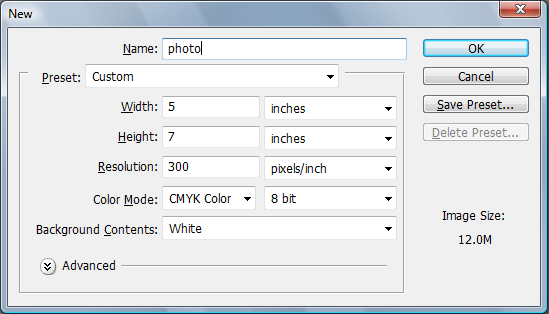 New
Name: photo
OK
Preset: Custom
Cancel
Width: 5 inches
Save Preset...
Height: 7 inches
Delete Preset...
Resolution: 300 pixels/inch
Color Mode: CMYK Color 8 bit
Image Size:
Background Contents: White
12.0M
Advanced